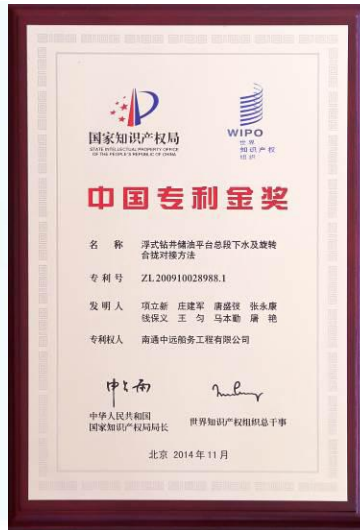 国家知识产权局
STATE INTELLECTUAL PROPERTY OFFICE
OF THE PEOPLE'S REPUBLIC OF CHINA
WIPO
世界
知识产权
组织
中国专利金奖
名 称 浮式钻井储油平台总段下水及旋转
合拢对接方法
专利号 ZL200910028988.1
发明人 项立新 庄建军 唐盛弢 张永康
钱保义 王匀 马本勤 屠艳
专利权人 南通中远船务工程有限公司
中华人民共和国
国家知识产权局局长
世界知识产权组织总干事
北京 2014年11月